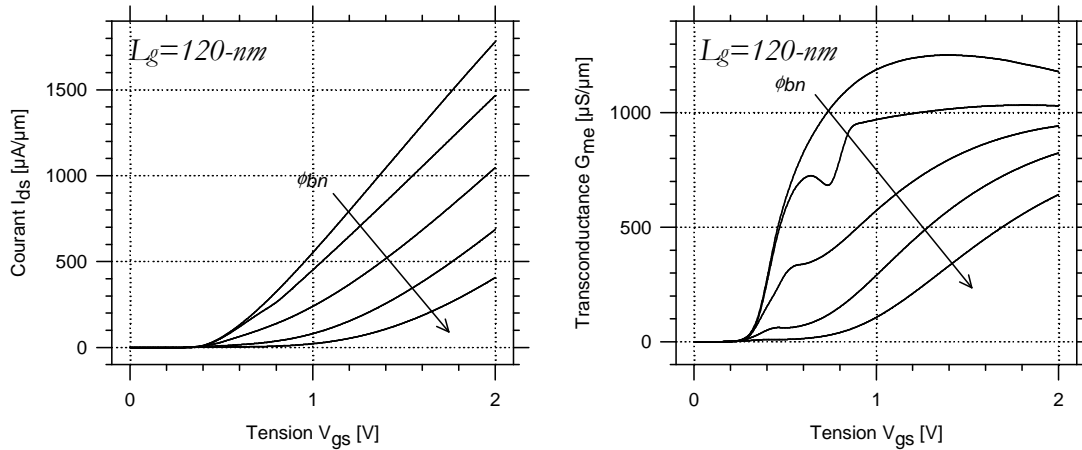 Lg=120-nm
ϕbn
Courant Ids [µA/µm]
1500
1000
500
0
0 1 2
Tension Vgs [V]
Lg=120-nm
ϕbn
Transconductance Gme [µS/µm]
1000
500
0
0 1 2
Tension Vgs [V]